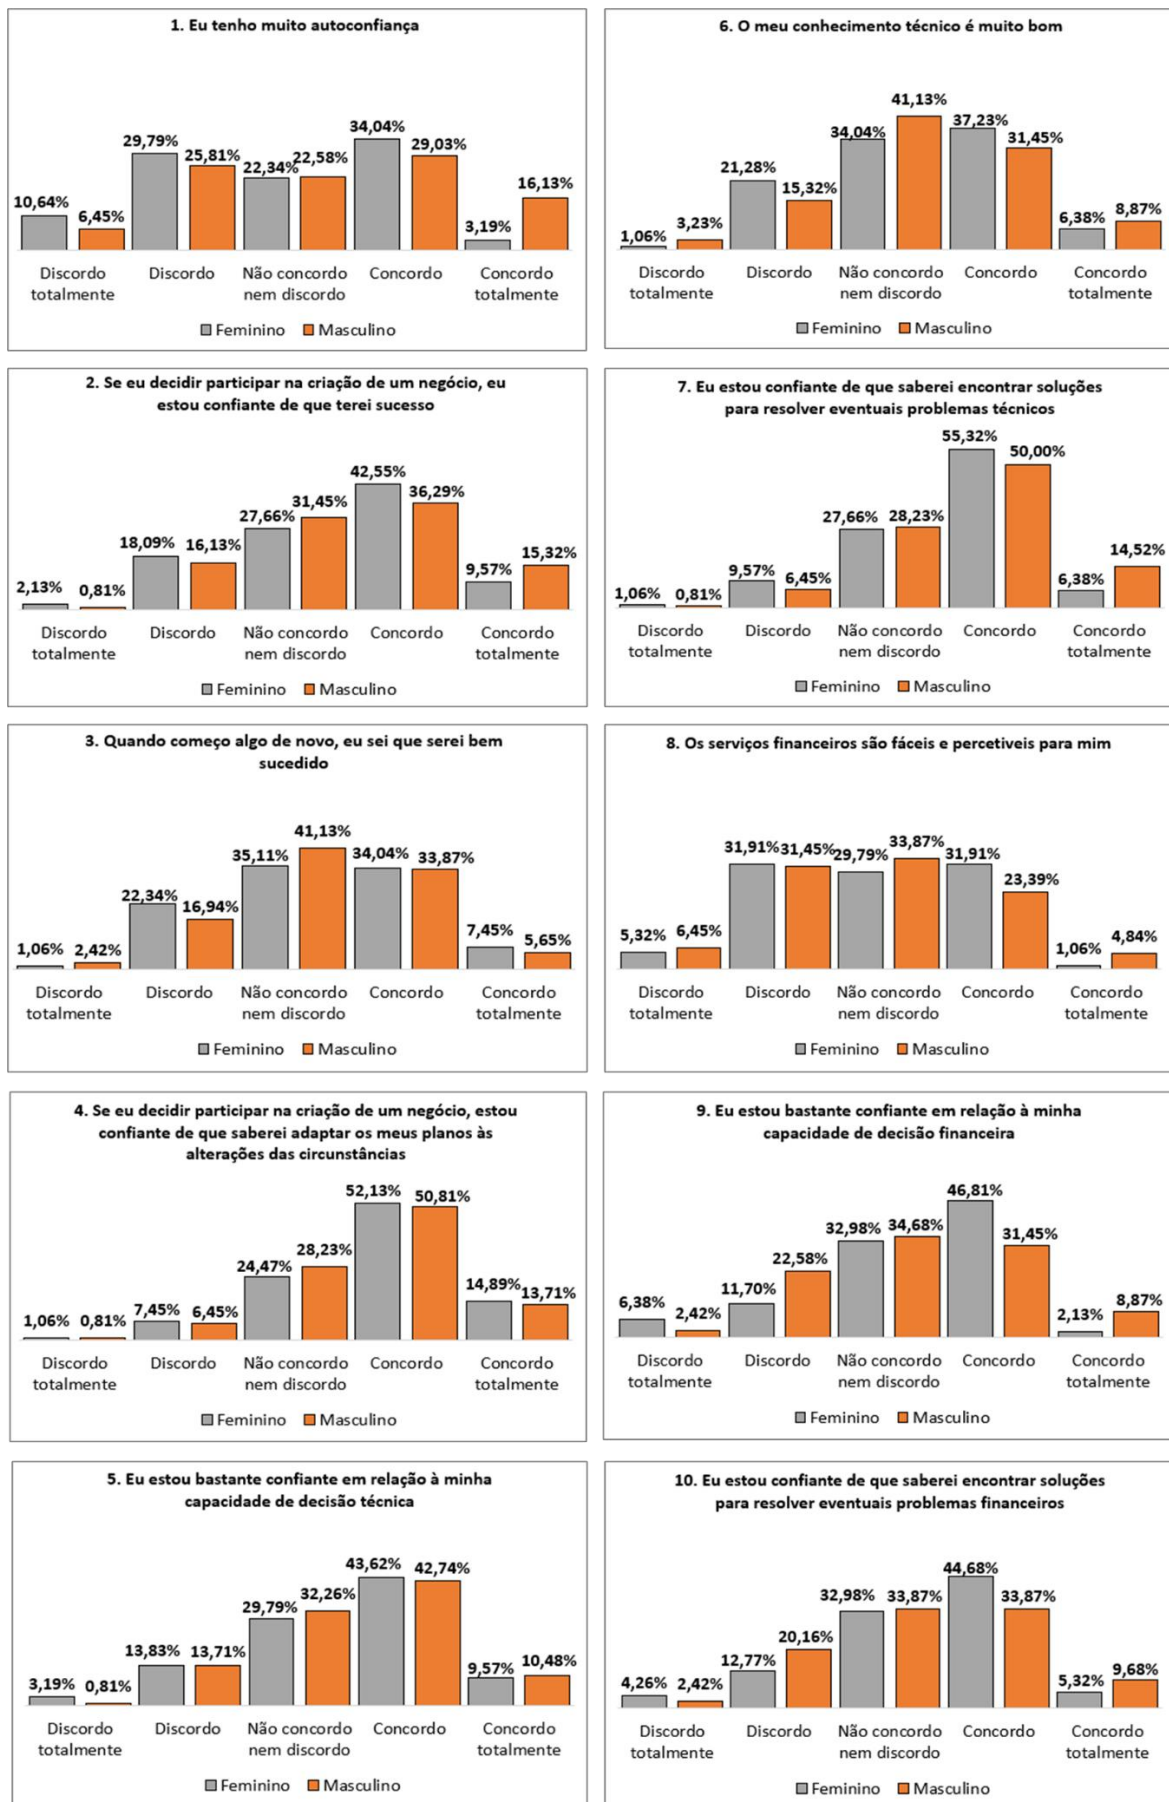 1. Eu tenho muito autoconfiança
29,79% 25,81% 22,34% 22,58% 34,04% 29,03%
10,64% 6,45% 3,19% 16,13%
Discordo Discordo Não concordo Concordo Concordo
totalmente nem discordo totalmente
Feminino Masculino
2. Se eu decidir participar na criação de um negócio, eu
estou confiante de que terei sucesso
42,55% 36,29%
27,66% 31,45%
18,09% 16,13% 9,57% 15,32%
2,13% 0,81%
Discordo Discordo Não concordo Concordo Concordo
totalmente nem discordo totalmente
Feminino Masculino
3. Quando começo algo de novo, eu sei que serei bem
sucedido
35,11% 41,13% 34,04% 33,87%
22,34% 16,94%
1,06% 2,42% 7,45% 5,65%
Discordo Discordo Não concordo Concordo Concordo
totalmente nem discordo totalmente
Feminino Masculino
4. Se eu decidir participar na criação de um negócio, estou
confiante de que saberei adaptar os meus planos às
alterações das circunstâncias
52,13% 50,81%
24,47% 28,23%
1,06% 0,81% 7,45% 6,45% 14,89% 13,71%
Discordo Discordo Não concordo Concordo Concordo
totalmente nem discordo totalmente
Feminino Masculino
5. Eu estou bastante confiante em relação à minha
capacidade de decisão técnica
43,62% 42,74%
29,79% 32,26%
13,83% 13,71%
3,19% 0,81% 9,57% 10,48%
Discordo Discordo Não concordo Concordo Concordo
totalmente nem discordo totalmente
Feminino Masculino
6. O meu conhecimento técnico é muito bom
34,04% 41,13% 37,23% 31,45%
21,28% 15,32%
1,06% 3,23% 6,38% 8,87%
Discordo Discordo Não concordo Concordo Concordo
totalmente nem discordo totalmente
Feminino Masculino
7. Eu estou confiante de que saberei encontrar soluções
para resolver eventuais problemas técnicos
55,32% 50,00%
27,66% 28,23%
1,06% 0,81% 9,57% 6,45% 6,38% 14,52%
Discordo Discordo Não concordo Concordo Concordo
totalmente nem discordo totalmente
Feminino Masculino
8. Os serviços financeiros são fáceis e percetiveis para mim
31,91% 31,45% 29,79% 33,87% 31,91% 23,39%
5,32% 6,45% 1,06% 4,84%
Discordo Discordo Não concordo Concordo Concordo
totalmente nem discordo totalmente
Feminino Masculino
9. Eu estou bastante confiante em relação à minha
capacidade de decisão financeira
46,81%
32,98% 34,68% 31,45%
6,38% 2,42% 11,70% 22,58% 2,13% 8,87%
Discordo Discordo Não concordo Concordo Concordo
totalmente nem discordo totalmente
Feminino Masculino
10. Eu estou confiante de que saberei encontrar soluções
para resolver eventuais problemas financeiros
44,68%
32,98% 33,87% 33,87%
12,77% 20,16%
4,26% 2,42% 5,32% 9,68%
Discordo Discordo Não concordo Concordo Concordo
totalmente nem discordo totalmente
Feminino Masculino